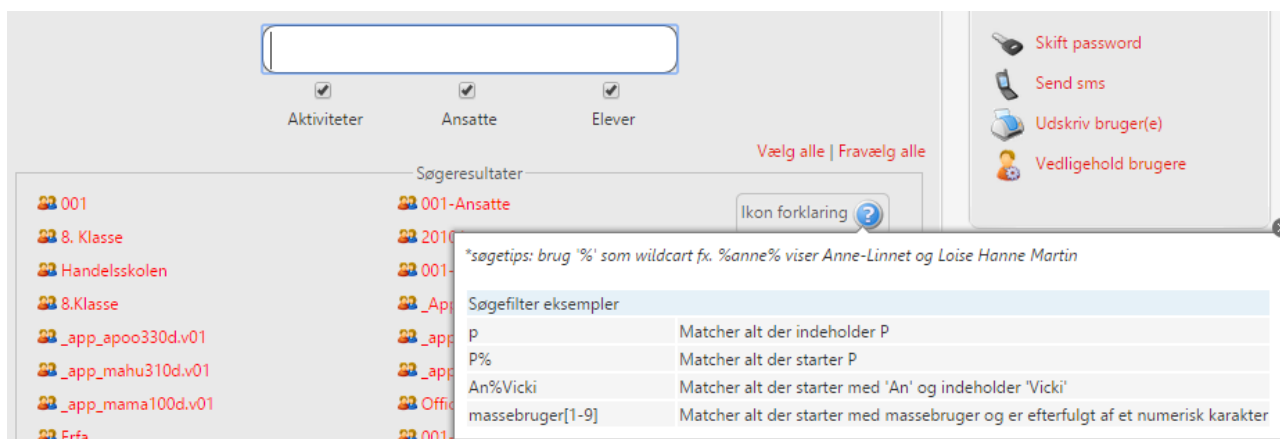 Aktiviteter Ansatte Elever
Vælg alle | Fravælg alle
Søgeresultater
001 001-Ansatte
Ikon forklaring
8. Klasse
Handelsskolen
8.Klasse
_app_apoo330d.v01
_app_mahu310d.v01
_app_mama100d.v01
*søgetips: brug '%' som wildcart fx. %anne% viser Anne-Linnet og Loise Hanne Martin
Søgefilter eksempler
p Matcher alt der indeholder P
P% Matcher alt der starter P
An%Vicki Matcher alt der starter med 'An' og indeholder 'Vicki'
massebruger[1-9] Matcher alt der starter med massebruger og er efterfulgt af et numerisk karakter
Skift password
Send sms
Udskriv bruger(e)
Vedligehold brugere